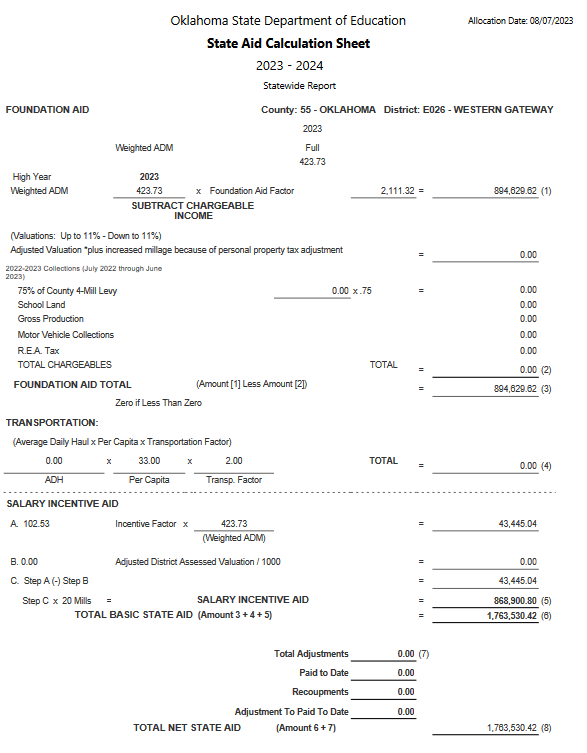 Oklahoma State Department of Education Allocation Date: 08/07/2023
State Aid Calculation Sheet
2023 - 2024
Statewide Report
FOUNDATION AID County: 55 - OKLAHOMA District: E026 - WESTERN GATEWAY
2023
Weighted ADM Full
423.73
High Year 2023
Weighted ADM 423.73 x Foundation Aid Factor 2,111.32 = 894,629.62 (1)
SUBTRACT CHARGEABLE
INCOME
(Valuations: Up to 11% - Down to 11%)
Adjusted Valuation *plus increased millage because of personal property tax adjustment = 0.00
2022-2023 Collections (July 2022 through June
2023)
75% of County 4-Mill Levy 0.00 x .75 = 0.00
School Land 0.00
Gross Production 0.00
Motor Vehicle Collections 0.00
R.E.A. Tax 0.00
TOTAL CHARGEABLES TOTAL = 0.00 (2)
FOUNDATION AID TOTAL (Amount [1] Less Amount [2]) = 894,629.62 (3)
Zero if Less Than Zero
TRANSPORTATION:
(Average Daily Haul x Per Capita x Transportation Factor)
0.00 x 33.00 x 2.00 TOTAL = 0.00 (4)
ADH Per Capita Transp. Factor
SALARY INCENTIVE AID
A. 102.53 Incentive Factor x 423.73 = 43,445.04
(Weighted ADM)
B. 0.00 Adjusted District Assessed Valuation / 1000 = 0.00
C. Step A (-) Step B = 43,445.04
Step C x 20 Mills = SALARY INCENTIVE AID = 868,900.80 (5)
TOTAL BASIC STATE AID (Amount 3 + 4 + 5) = 1,763,530.42 (6)
Total Adjustments 0.00 (7)
Paid to Date 0.00
Recoupments 0.00
Adjustment To Paid To Date 0.00
TOTAL NET STATE AID (Amount 6 + 7) 1,763,530.42 (8)